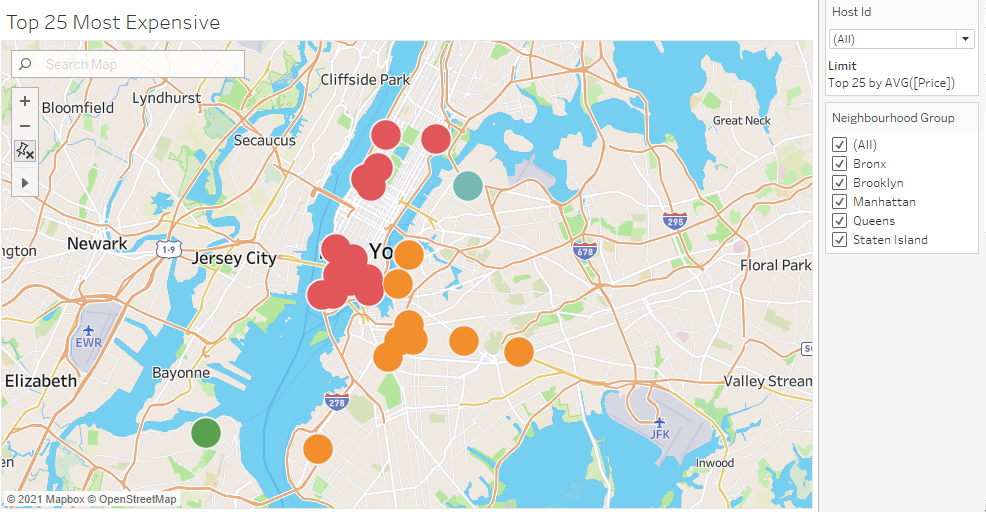 Top 25 Most Expensive
Search Map
Cliffside Park
Lyndhurst
Bloomfield
Secaucus
Great Neck
Newark
1-9
Jersey City
Yo
295
678
Floral Park
EWR
Elizabeth
Bayonne
Valley Stream
278
JFK
Inwood
© 2021 Mapbox © OpenStreetMap
Host Id
(All)
Limit
Top 25 by AVG([Price])
Neighbourhood Group
(All)
Bronx
Brooklyn
Manhattan
Queens
Staten Island